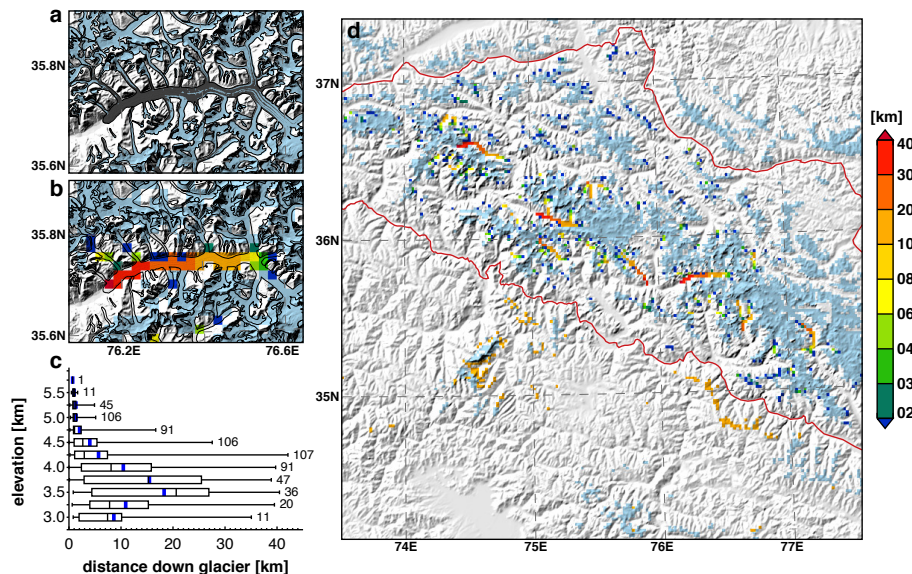 a
35.8N
35.6N
b
35.8N
35.6N
76.2E 76.6E
c
elevation [km]
5.5
5.0
4.5
4.0
3.5
3.0
1
11
45
106
91
106
107
91
47
36
20
11
0 10 20 30 40
distance down glacier [km]
d
37N
36N
35N
74E 75E 76E 77E
[km]
40
30
20
10
08
06
04
03
02